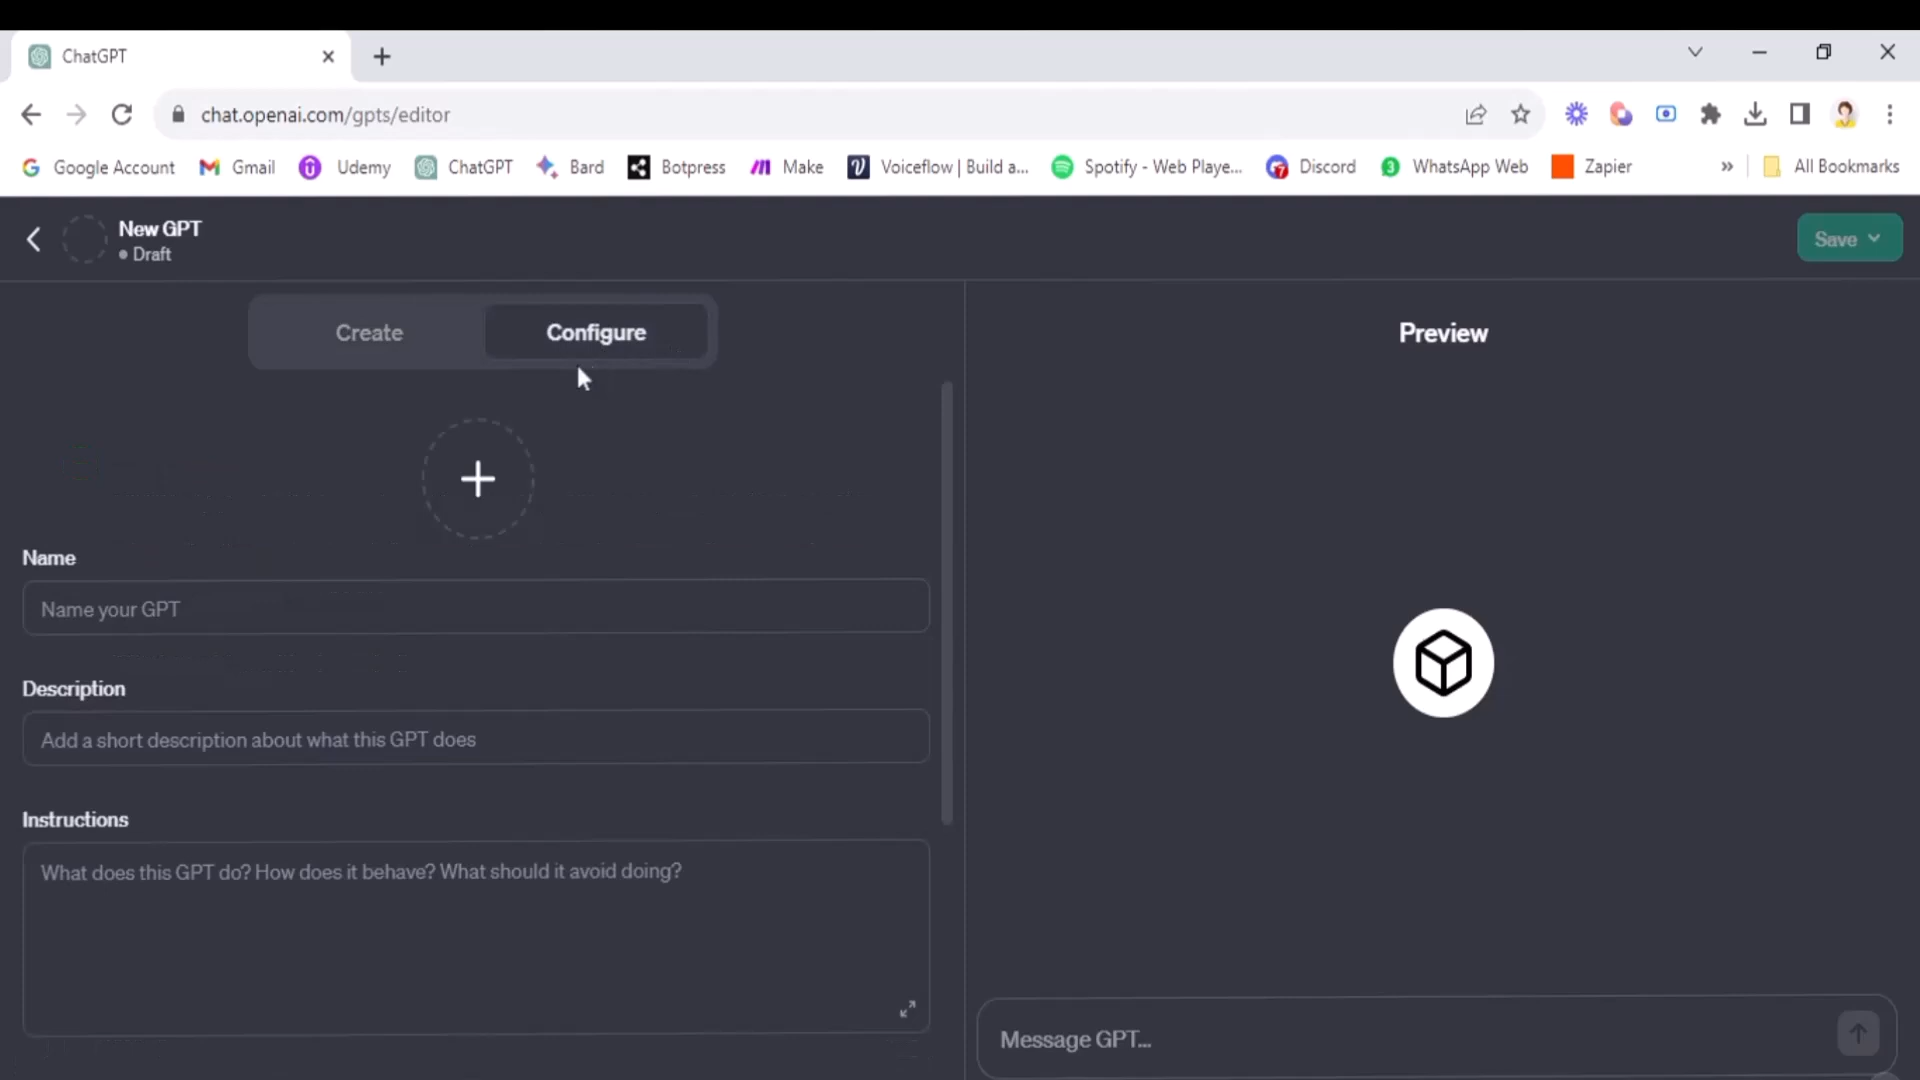 ChatGPT
chat.openai.com/gpts/editor
Google Account Gmail Udemy ChatGPT Bard Botpress Make Voiceflow | Build a... Spotify - Web Playe... Discord 3 WhatsApp Web Zapier » All Bookmarks
New GPT
Draft
Save
Create Configure
Preview
Name
Name your GPT
Description
Add a short description about what this GPT does
Instructions
What does this GPT do? How does it behave? What should it avoid doing?
Message GPT...